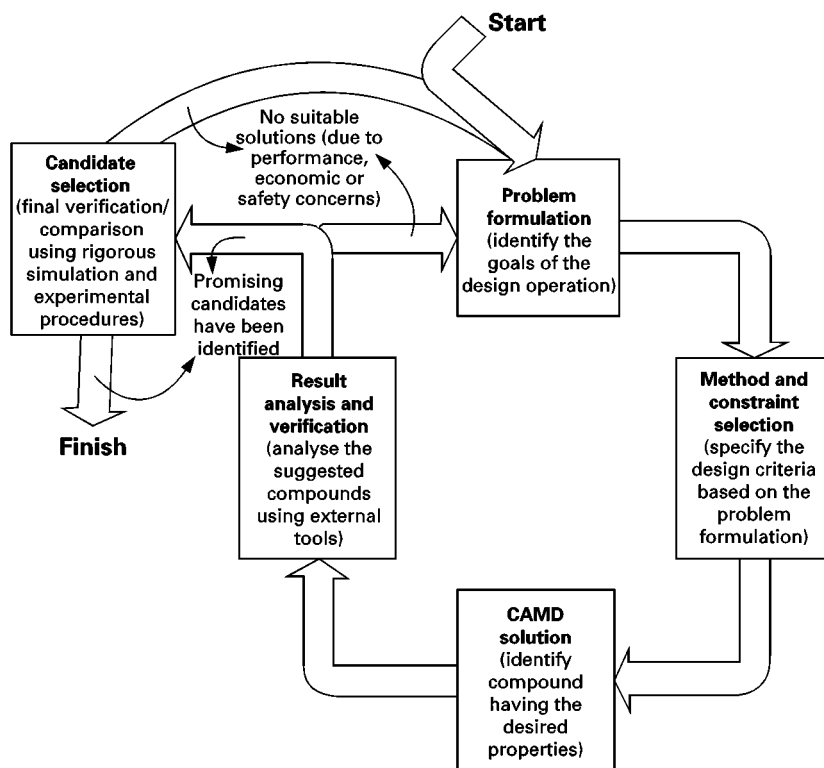 Start
No suitable
solutions (due to
performance,
economic or
safety concerns)
Candidate
selection
(final verification/
comparison
using rigorous
simulation and
experimental
procedures)
Problem
formulation
(identify the
goals of the
design operation)
Promising
candidates
have been
identified
Finish
Result
analysis and
verification
(analyse the
suggested
compounds
using external
tools)
Method and
constraint
selection
(specify the
design criteria
based on the
problem
formulation)
CAMD
solution
(identify
compound
having the
desired
properties)